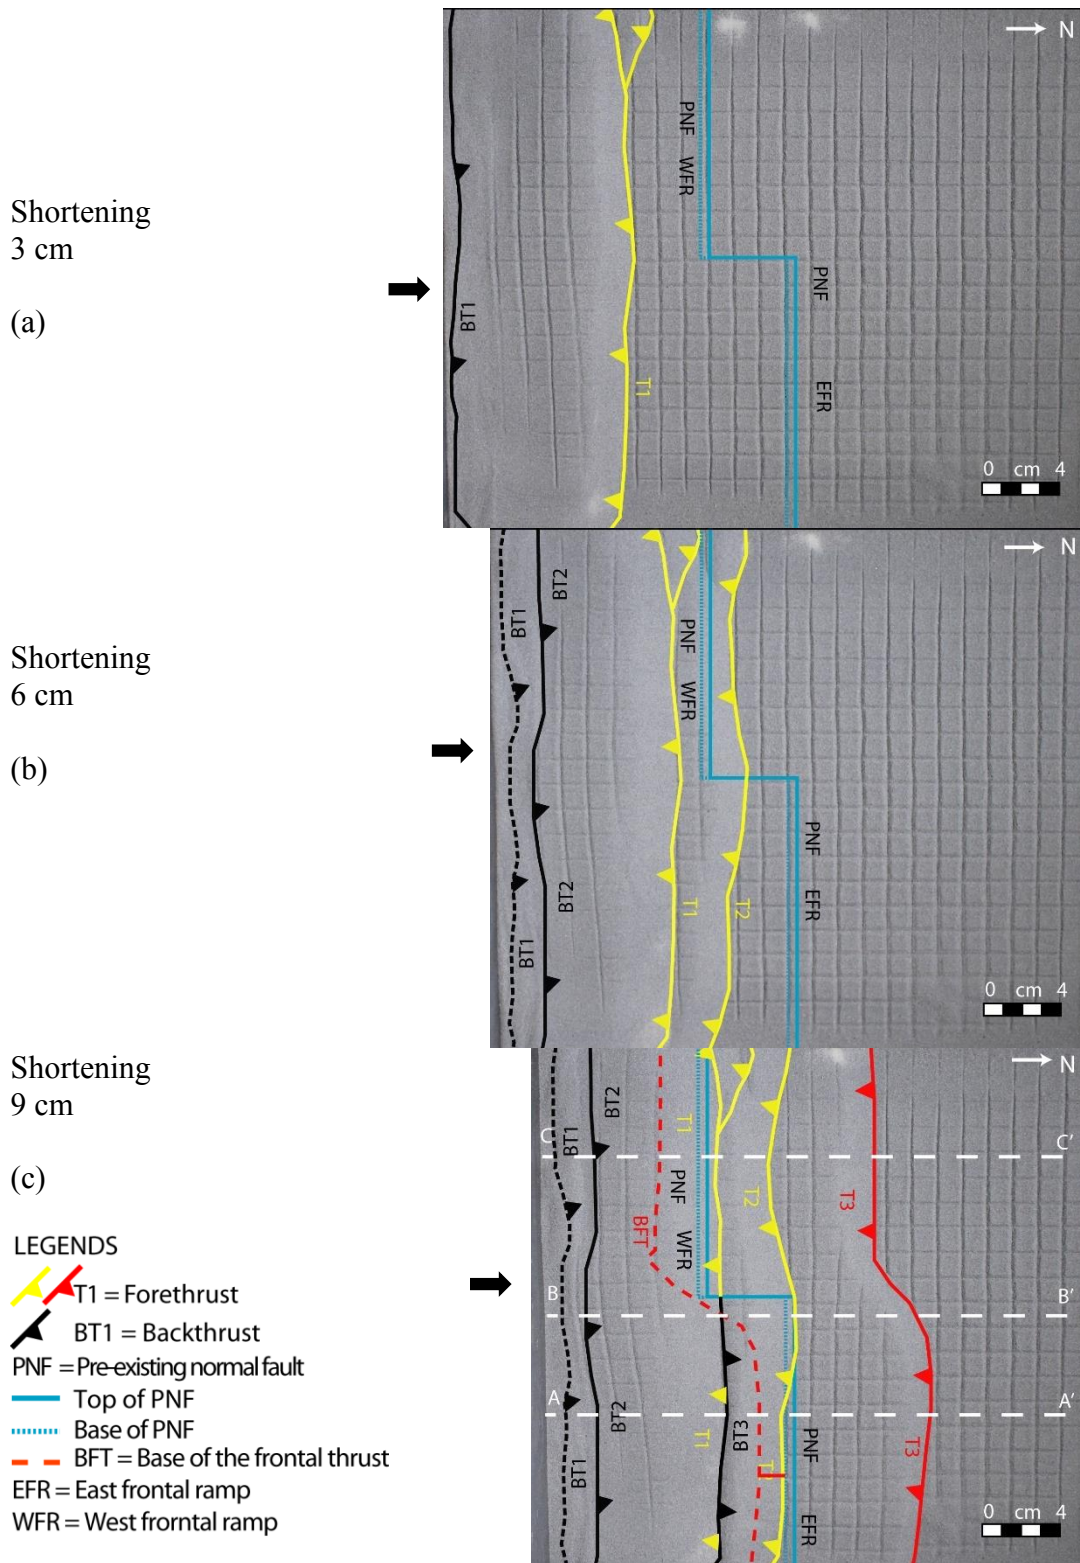 N
PNF WFR
PNF
EFR
BT1
T1
0 cm 4
Shortening
3 cm
(a)
N
BT2
BT1
PNF WFR
BT2
BT1
T1
T2
PNF EFR
0 cm 4
Shortening
6 cm
(b)
N
BT2
BT1
T1
C
C'
PNF
T2
T3
BFT
WFR
B
B'
A
A'
BT2
T1
BT3
PNF
T3
BT1
EFR
0 cm 4
Shortening
9 cm
(c)
LEGENDS
T1 = Forethrust
BT1 = Backthrust
PNF = Pre-existing normal fault
Top of PNF
Base of PNF
BFT = Base of the frontal thrust
EFR = East frontal ramp
WFR = West frorntal ramp